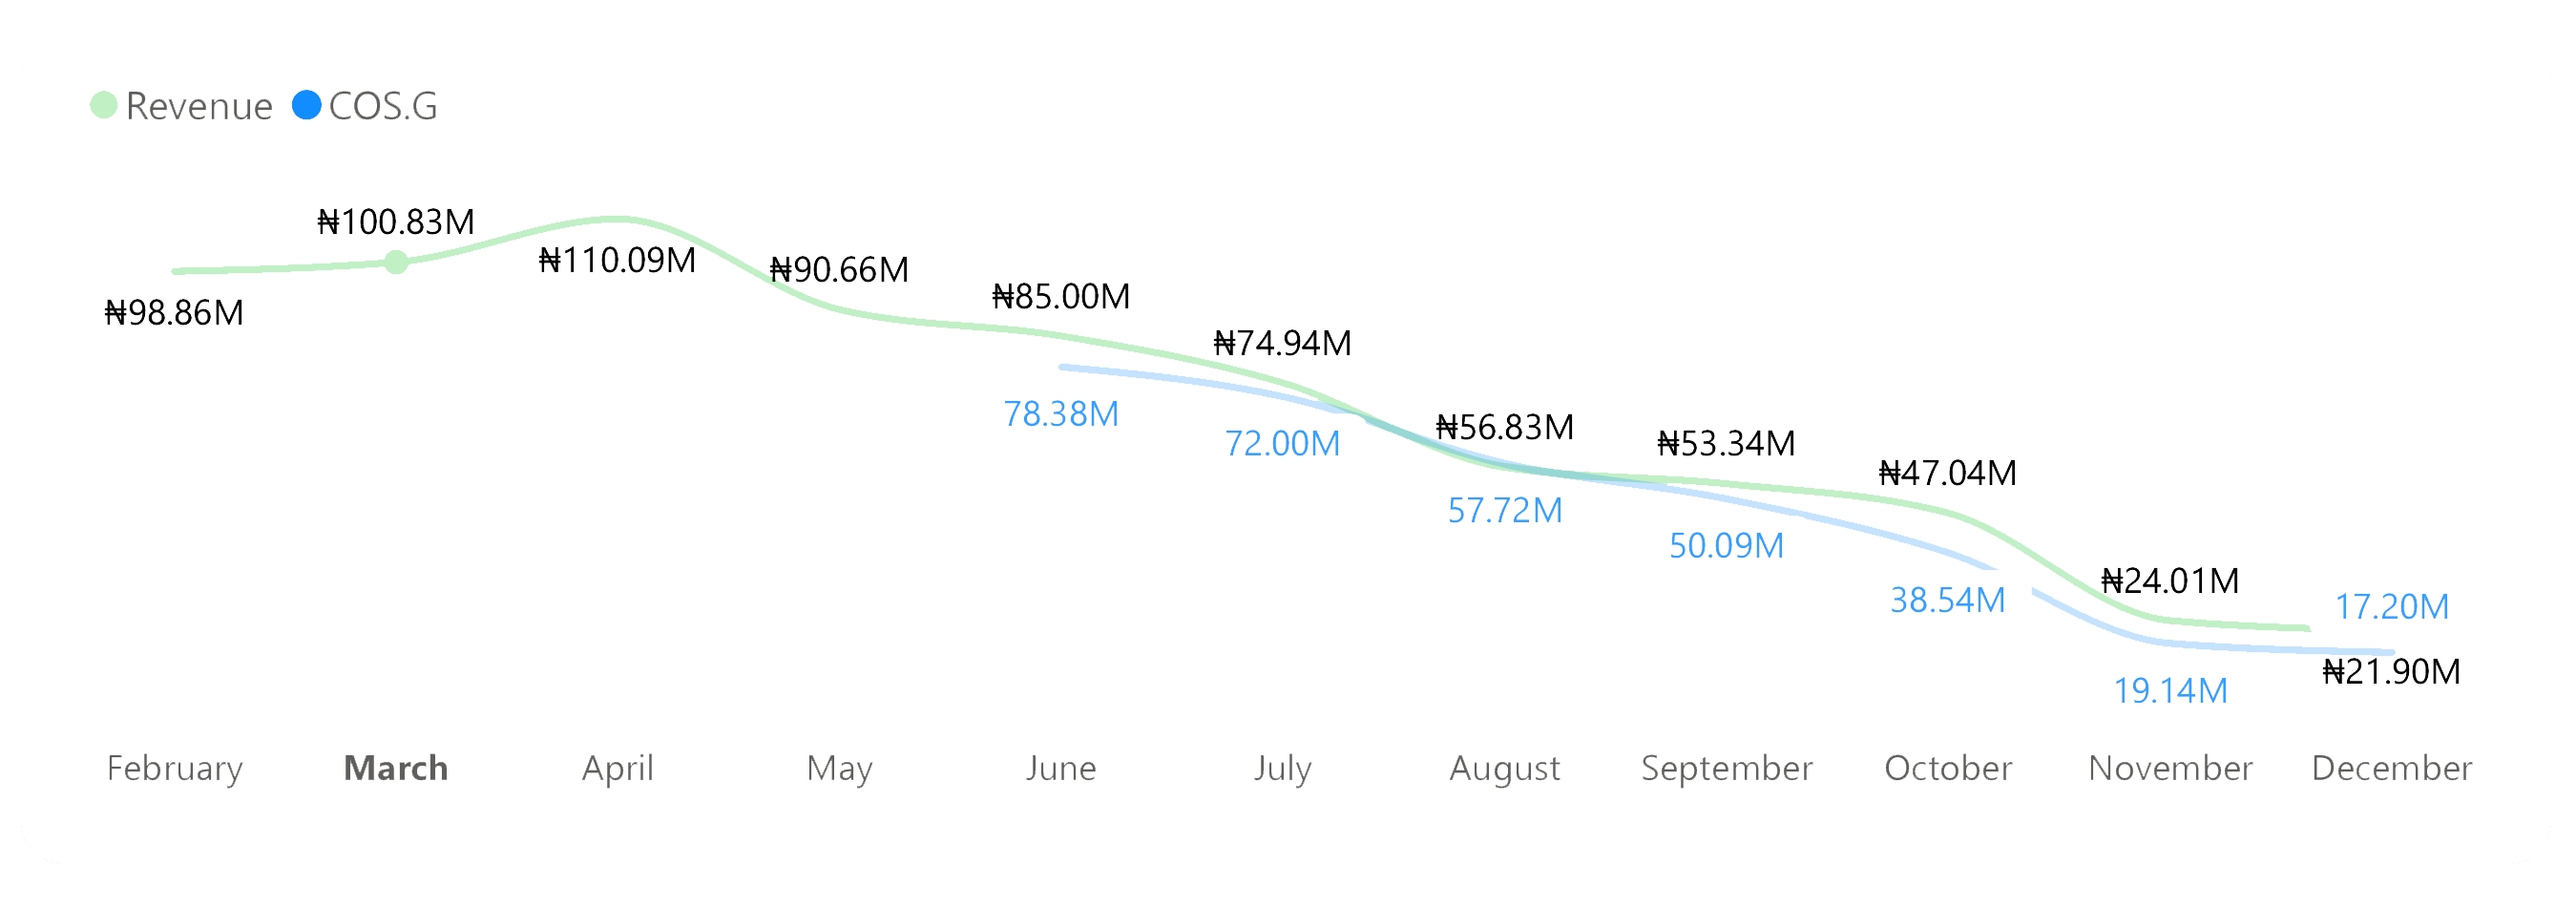 Revenue COS.G
₦100.83M
₦110.09M
₦90.66M
₦98.86M
₦85.00M
₦74.94M
78.38M
72.00M
₦56.83M
₦53.34M
₦47.04M
57.72M
50.09M
38.54M
₦24.01M
17.20M
19.14M
₦21.90M
February March April May June July August September October November December